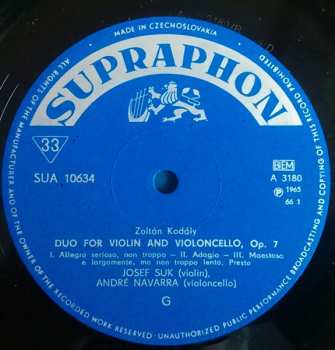 MADE IN CZECHOSLOVAKIA
SUPRAPHON
ALL RIGHTS OF THE MANUFACTURER AND OF THE OWNER OF THE RECORDED WORK RESERVED · UNAUTHORIZED PUBLIC PERFORMANCE BROADCASTING AND COPYING OF THIS RECORD PROHIBITED
33
SUA 10634
BIEM
A 3180
Ⓟ 1965
66 1
Zoltán Kodály
DUO FOR VIOLIN AND VIOLONCELLO, Op. 7
I. Allegro serioso, non troppo – II. Adagio – III. Maestoso
e largamente, ma non troppo lento, Presto
JOSEF SUK (violin),
ANDRÉ NAVARRA (violoncello)
G